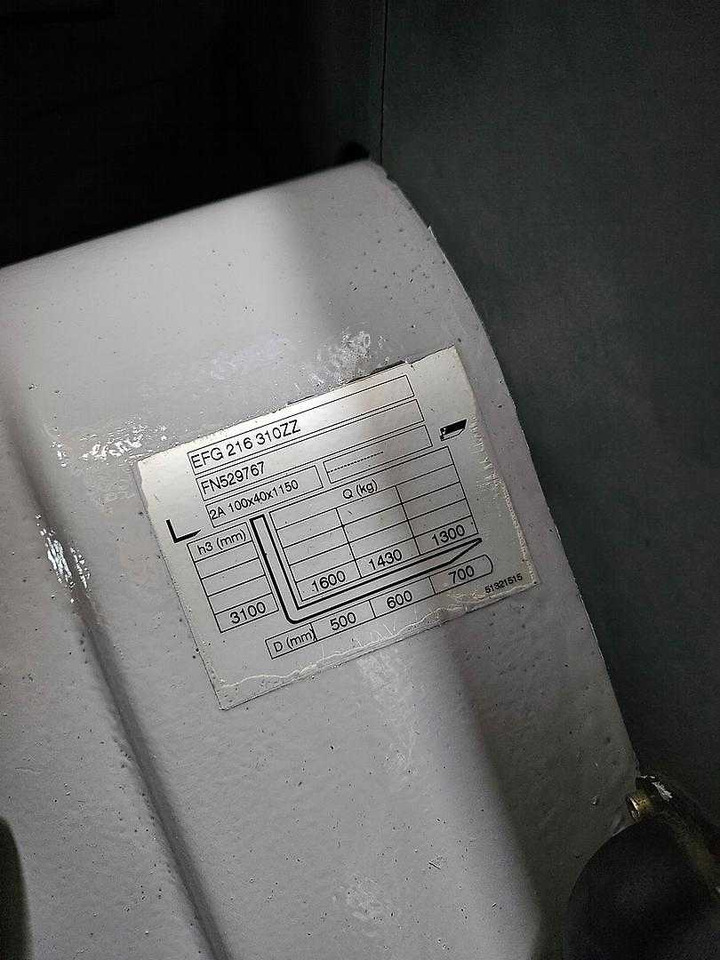 EFG 216 310ZZ
FN529767
2A 100x40x1150
h3 (mm) Q (kg)
3100 1600 1430 1300
D (mm) 500 600 700
51321515